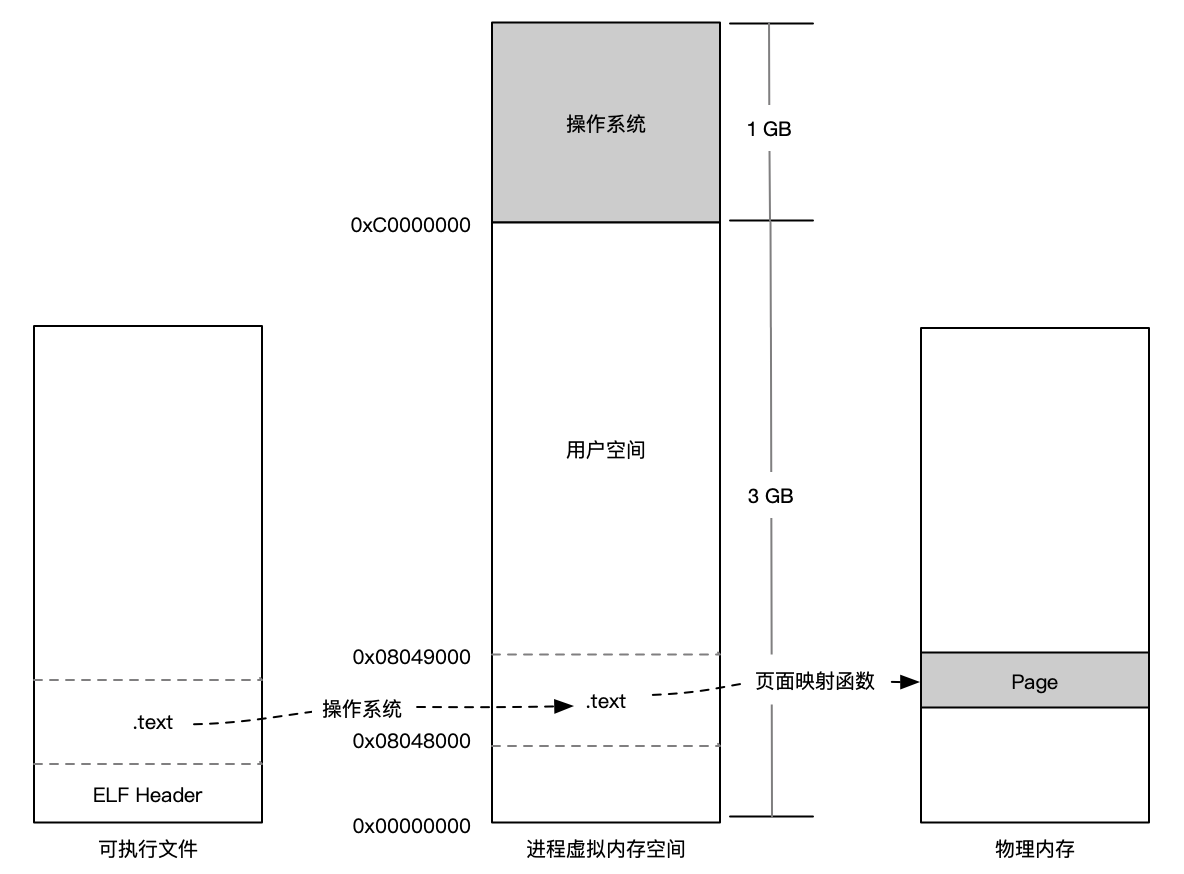 操作系统
1 GB
0xC0000000
用户空间
3 GB
0x08049000
页面映射函数
Page
.text
操作系统
.text
0x08048000
ELF Header
0x00000000
可执行文件
进程虚拟内存空间
物理内存